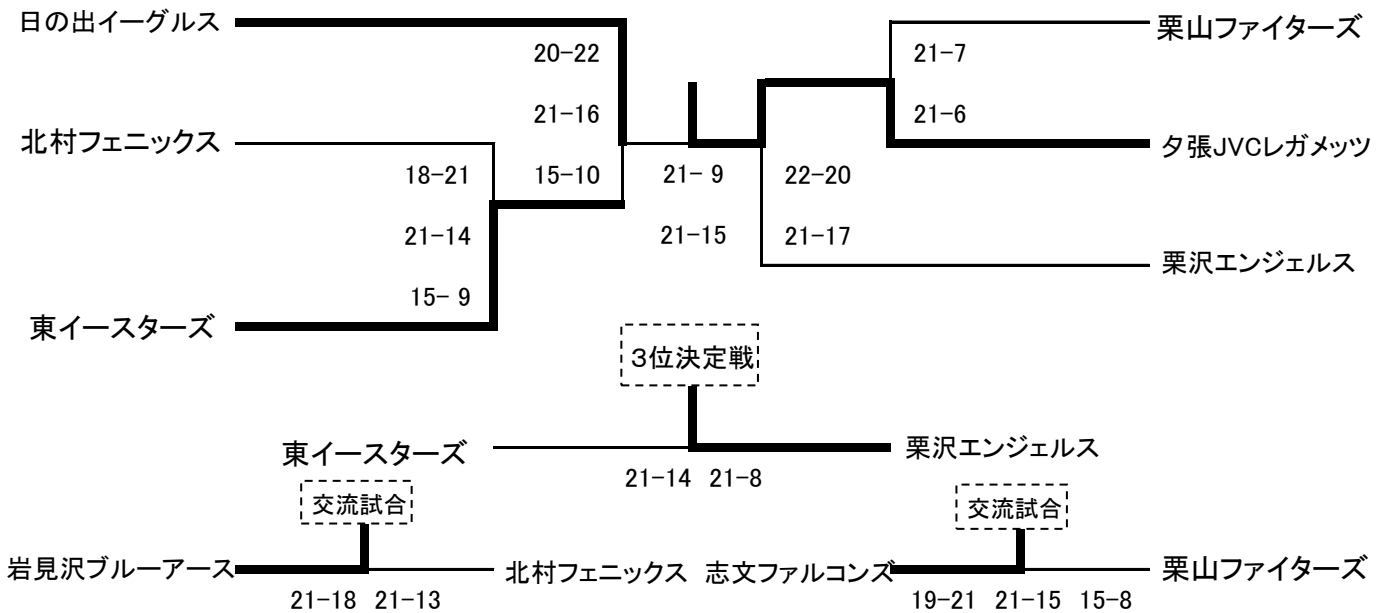 日の出イーグルス
栗山ファイターズ
20-22
21-7
21-16
21-6
北村フェニックス
夕張JVCレガメッツ
18-21
15-10
21- 9
22-20
21-14
21-15
21-17
栗沢エンジェルス
15- 9
東イースターズ
3位決定戦
東イースターズ
栗沢エンジェルス
21-14 21-8
交流試合
交流試合
岩見沢ブルーアース
北村フェニックス
志文ファルコンズ
栗山ファイターズ
21-18 21-13
19-21 21-15 15-8